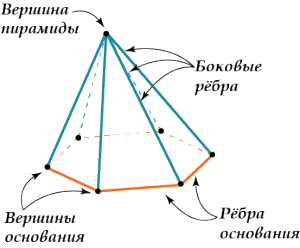 Вершина
пирамиды
Боковые
рёбра
Вершины
основания
Рёбра
основания